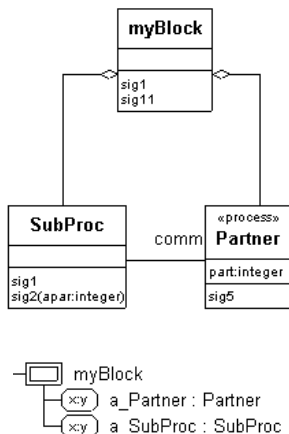 myBlock
sig1
sig11
SubProc
sig1
sig2(apar:integer)
comm
«process»
Partner
part:integer
sig5
myBlock
x:y a_Partner : Partner
x:y a_SubProc : SubProc